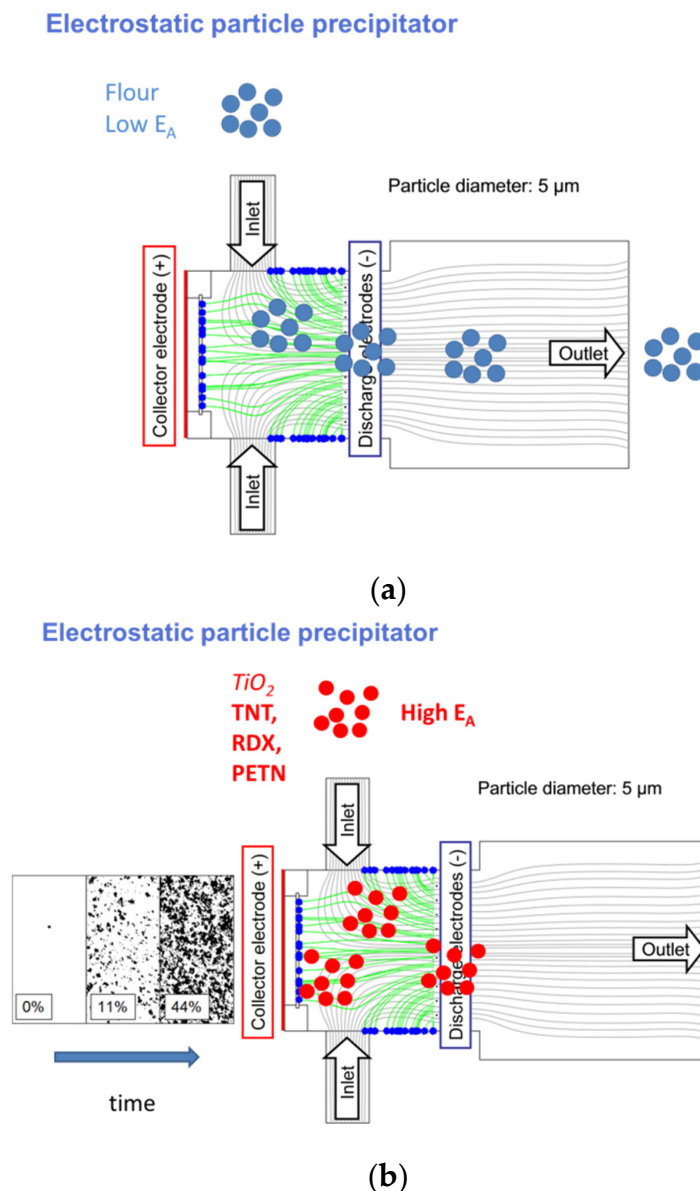 Electrostatic particle precipitator
Flour
Low E_A
Particle diameter: 5 µm
Inlet
Collector electrode (+)
Discharge electrodes (-)
Outlet
Inlet
(a)
Electrostatic particle precipitator
TiO₂
TNT,
RDX,
PETN
High E_A
Particle diameter: 5 µm
Inlet
Collector electrode (+)
Discharge electrodes (-)
Outlet
0%
11%
44%
Inlet
time
(b)